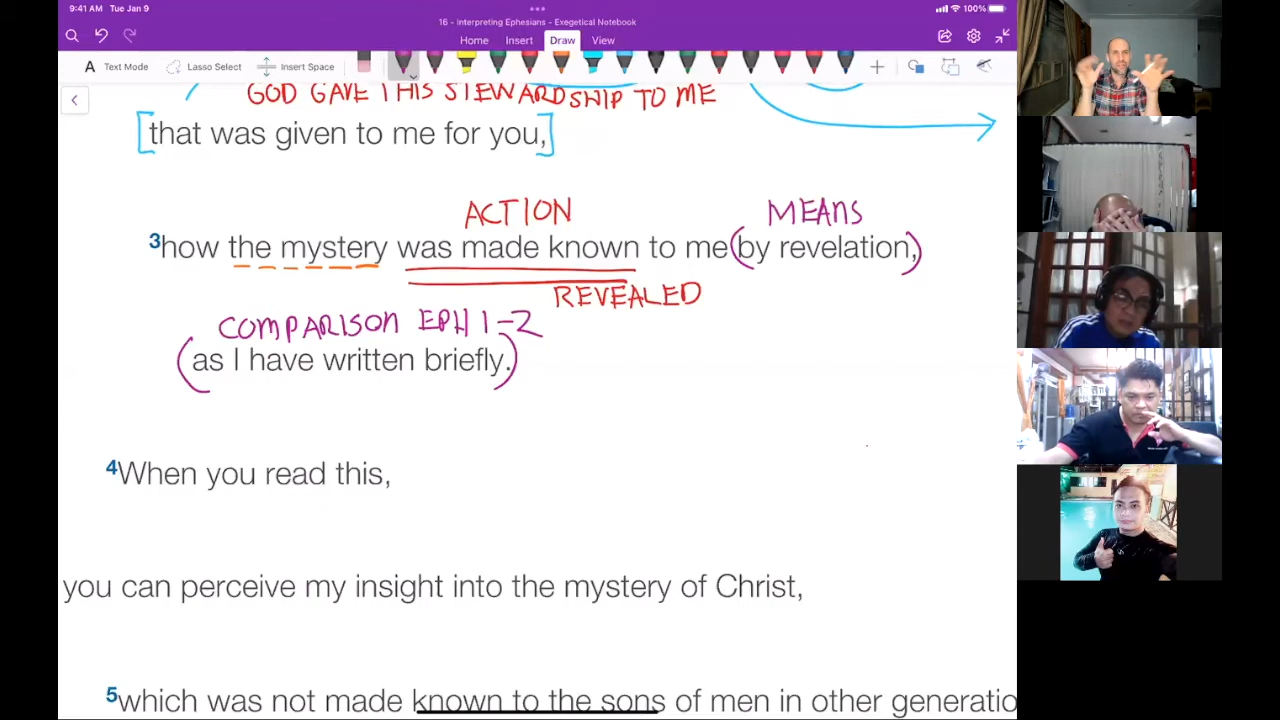 9:41 AM Tue Jan 9
100%
16 - Interpreting Ephesians - Exegetical Notebook
Home Insert Draw View
A Text Mode Lasso Select Insert Space
GOD GAVE THIS STEWARDSHIP TO ME
[that was given to me for you,]
ACTION MEANS
3how the mystery was made known to me (by revelation,)
REVEALED
COMPARISON EPH 1-2
(as I have written briefly.)
4When you read this,
you can perceive my insight into the mystery of Christ,
5which was not made known to the sons of men in other generatio